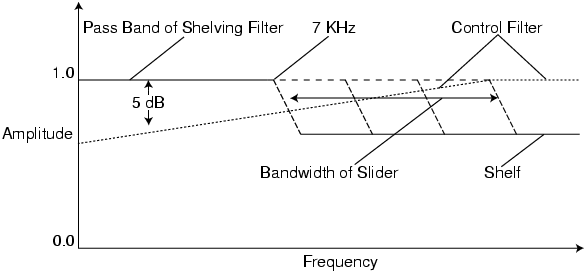 Pass Band of Shelving Filter
7 KHz
Control Filter
1.0
5 dB
Amplitude
Bandwidth of Slider
Shelf
0.0
Frequency